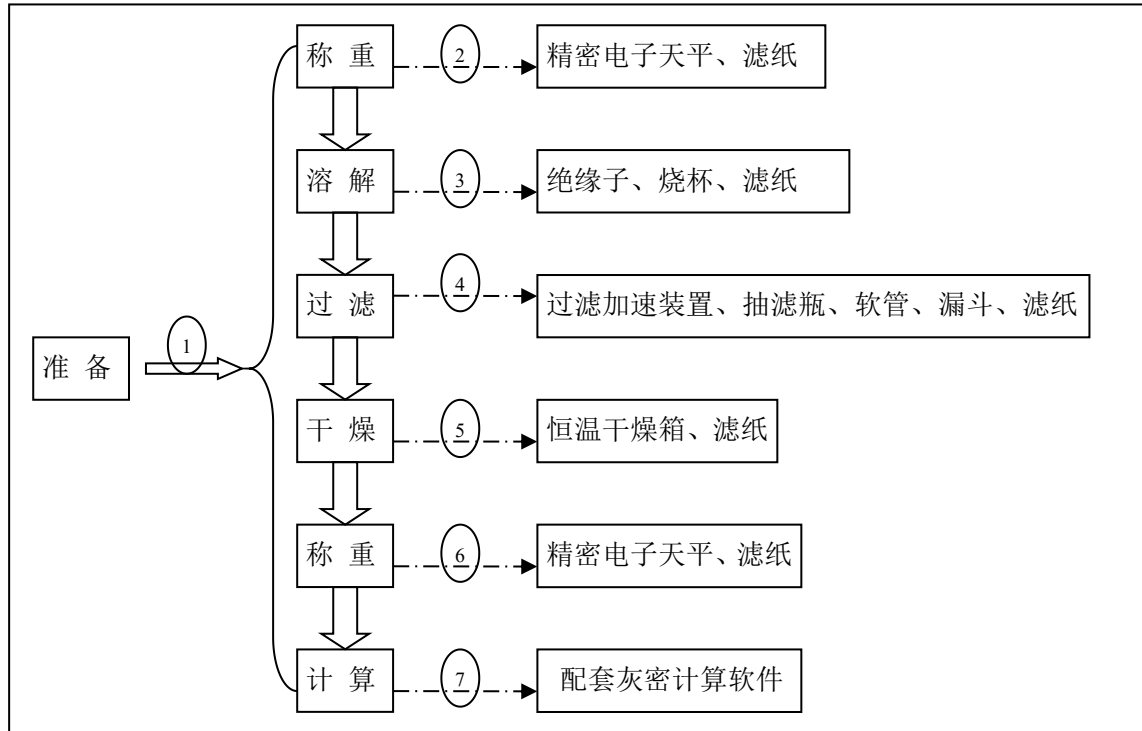 称 重
2
精密电子天平、滤纸
溶 解
3
绝缘子、烧杯、滤纸
过 滤
4
过滤加速装置、抽滤瓶、软管、漏斗、滤纸
准 备
1
干 燥
5
恒温干燥箱、滤纸
称 重
6
精密电子天平、滤纸
计 算
7
配套灰密计算软件